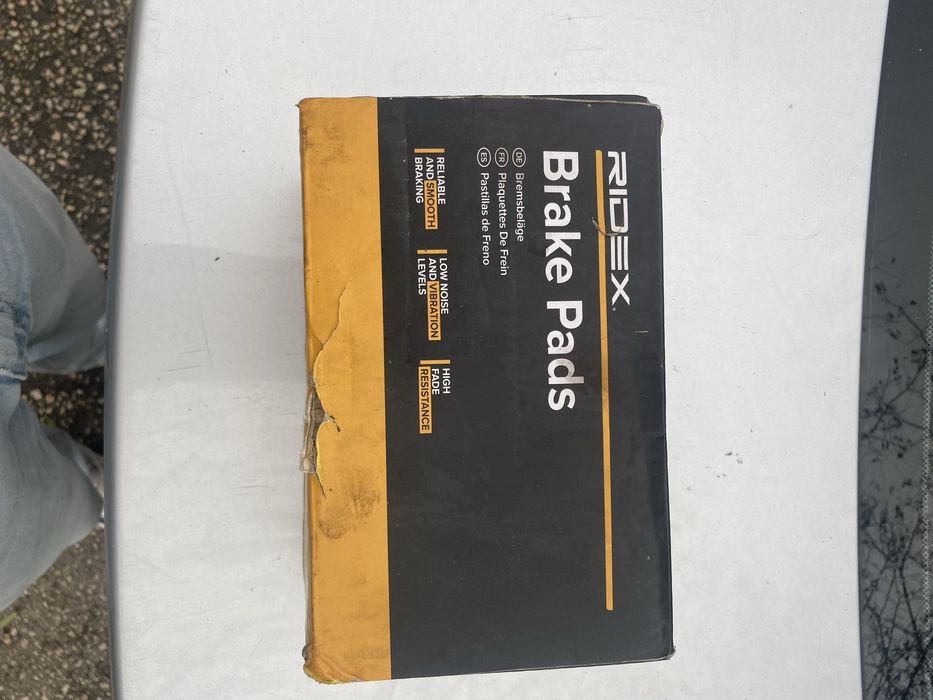 RIDEX
Brake Pads
DE Bremsbeläge
FR Plaquettes De Frein
ES Pastillas de Freno
RELIABLE
AND SMOOTH
BRAKING
LOW NOISE
AND VIBRATION
LEVELS
HIGH
FADE
RESISTANCE